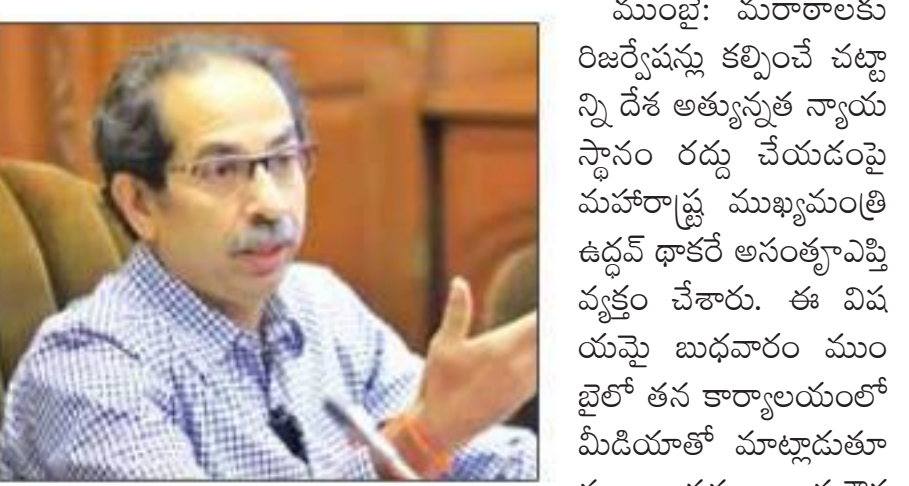 ముంబై: మరాఠాలకు
రిజర్వేషన్లు కల్పించే చట్టా
న్ని దేశ అత్యున్నత న్యాయ
స్థానం రద్దు చేయడంపై
మహారాష్ట్ర ముఖ్యమంత్రి
ఉద్ధవ్ థాకరే అసంతౄఎప్తి
వ్యక్తం చేశారు. ఈ విష
యమై బుధవారం ముం
బైలో తన కార్యాలయంలో
మీడియాతో మాట్లాడుతూ